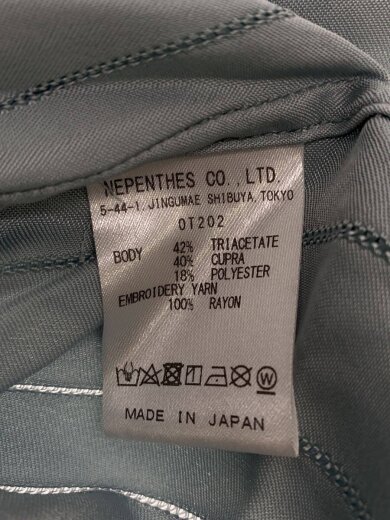 NEPENTHES CO., LTD.
5-44-1, JINGUMAE SHIBUYA, TOKYO
OT202
BODY 42% TRIACETATE
40% CUPRA
18% POLYESTER
EMBROIDERY YARN
100% RAYON
W
MADE IN JAPAN